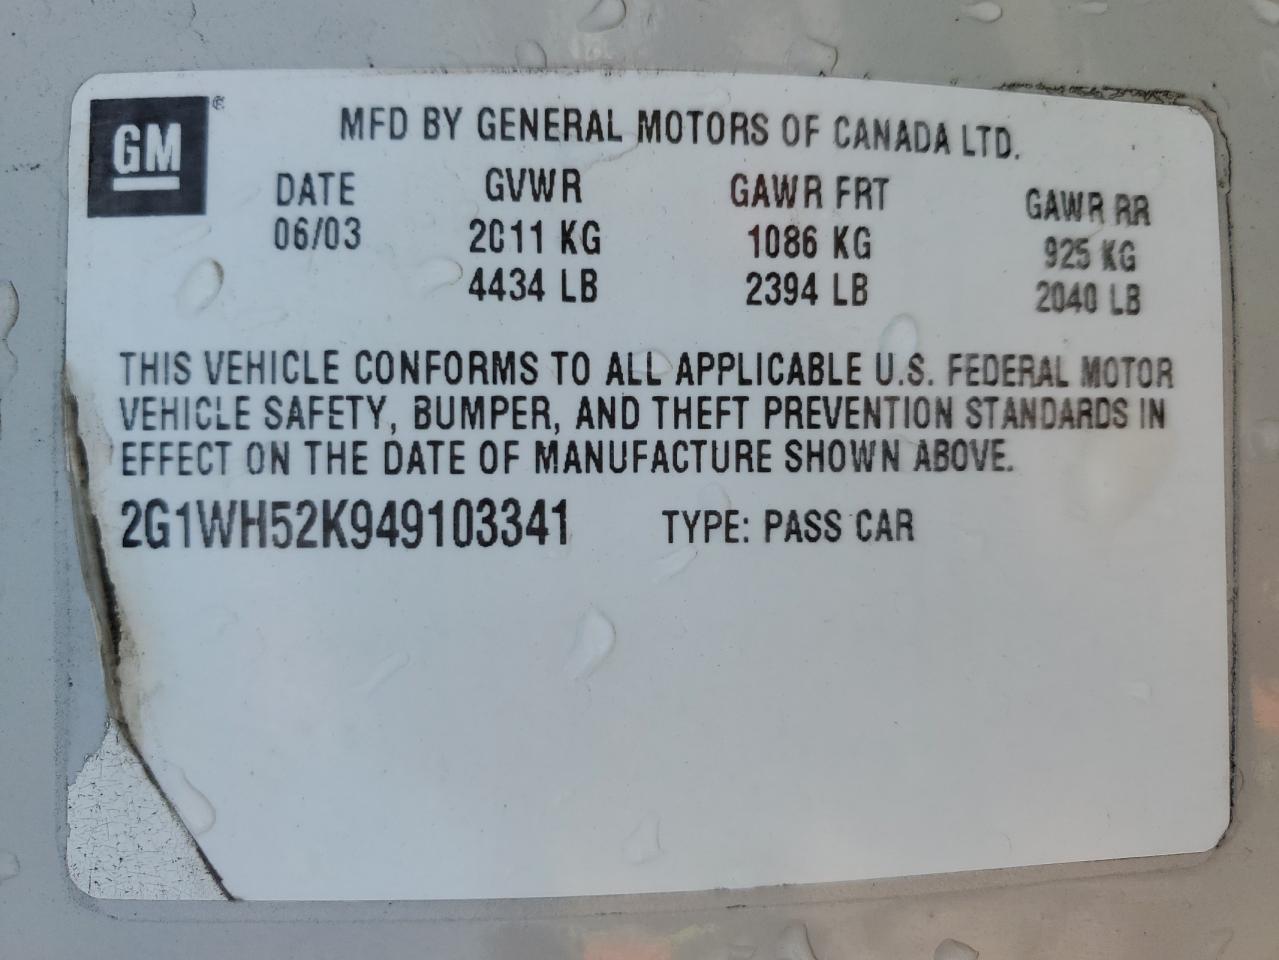 GM®
MFD BY GENERAL MOTORS OF CANADA LTD.
DATE GVWR GAWR FRT GAWR RR
06/03 2011 KG 1086 KG 925 KG
4434 LB 2394 LB 2040 LB
THIS VEHICLE CONFORMS TO ALL APPLICABLE U.S. FEDERAL MOTOR
VEHICLE SAFETY, BUMPER, AND THEFT PREVENTION STANDARDS IN
EFFECT ON THE DATE OF MANUFACTURE SHOWN ABOVE.
2G1WH52K949103341 TYPE: PASS CAR